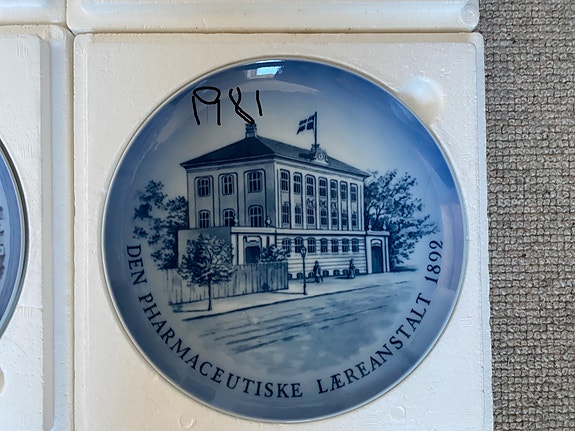 1981
DEN PHARMACEUTISKE LÆREANSTALT 1892